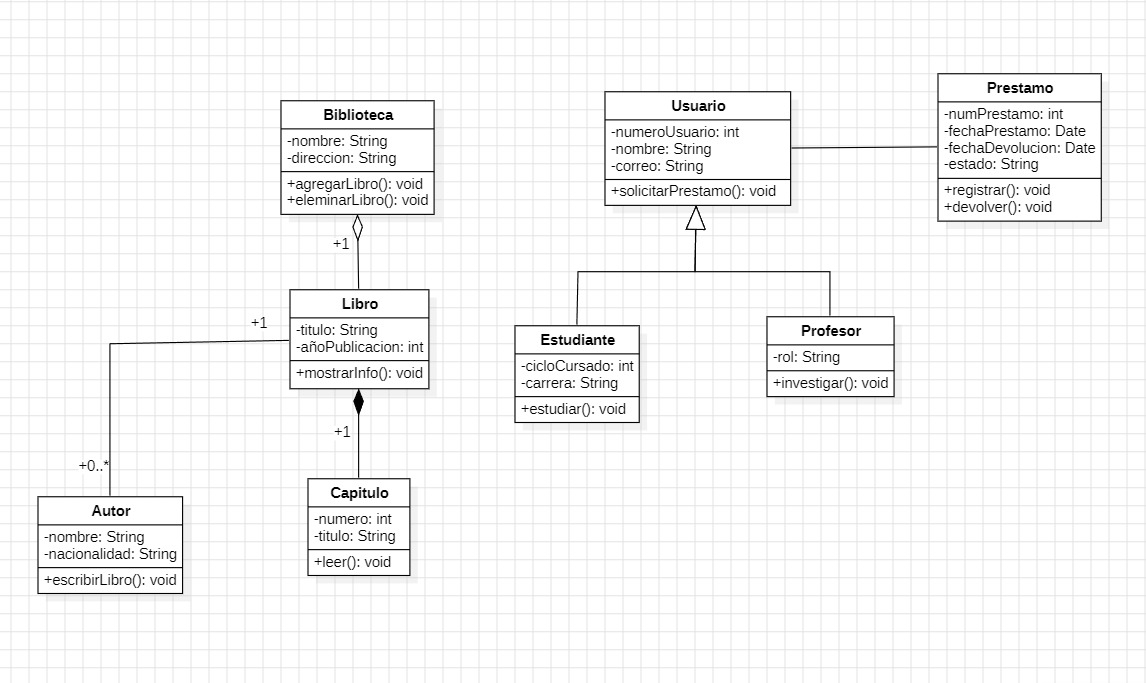 Biblioteca
-nombre: String
-direccion: String
+agregarLibro(): void
+eleminarLibro(): void
+1
Libro
-titulo: String
-añoPublicacion: int
+mostrarInfo(): void
+1
+0..*
Autor
-nombre: String
-nacionalidad: String
+escribirLibro(): void
+1
Capitulo
-numero: int
-titulo: String
+leer(): void
Usuario
-numeroUsuario: int
-nombre: String
-correo: String
+solicitarPrestamo(): void
Prestamo
-numPrestamo: int
-fechaPrestamo: Date
-fechaDevolucion: Date
-estado: String
+registrar(): void
+devolver(): void
Estudiante
-cicloCursado: int
-carrera: String
+estudiar(): void
Profesor
-rol: String
+investigar(): void